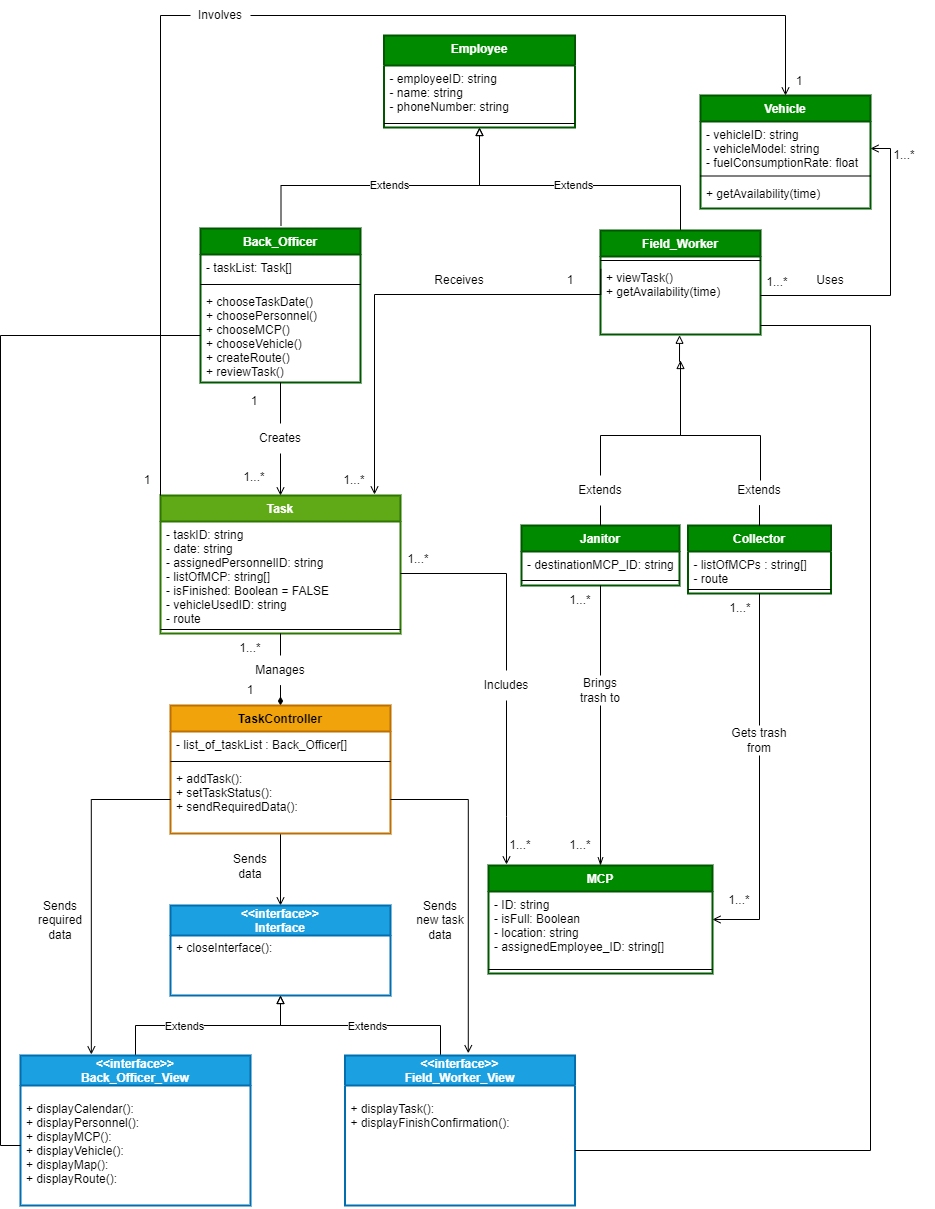 Involves
Employee
- employeeID: string
- name: string
- phoneNumber: string
1
Vehicle
- vehicleID: string
- vehicleModel: string
- fuelConsumptionRate: float
+ getAvailability(time)
1...*
Extends
Extends
Back_Officer
- taskList: Task[]
+ chooseTaskDate()
+ choosePersonnel()
+ chooseMCP()
+ chooseVehicle()
+ createRoute()
+ reviewTask()
Field_Worker
+ viewTask()
+ getAvailability(time)
Receives
1
1...*
Uses
1
Creates
1...*
1...*
1
Task
- taskID: string
- date: string
- assignedPersonnelID: string
- listOfMCP: string[]
- isFinished: Boolean = FALSE
- vehicleUsedID: string
- route
Extends
Extends
Janitor
- destinationMCP_ID: string
Collector
- listOfMCPs : string[]
- route
1...*
1...*
1...*
1...*
Manages
1
Includes
Brings
trash to
Gets trash
from
TaskController
- list_of_taskList : Back_Officer[]
+ addTask():
+ setTaskStatus():
+ sendRequiredData():
1...*
1...*
1...*
MCP
- ID: string
- isFull: Boolean
- location: string
- assignedEmployee_ID: string[]
Sends
data
Sends
required
data
Sends
new task
data
<<interface>>
Interface
+ closeInterface():
Extends
Extends
<<interface>>
Back_Officer_View
+ displayCalendar():
+ displayPersonnel():
+ displayMCP():
+ displayVehicle():
+ displayMap():
+ displayRoute():
<<interface>>
Field_Worker_View
+ displayTask():
+ displayFinishConfirmation():